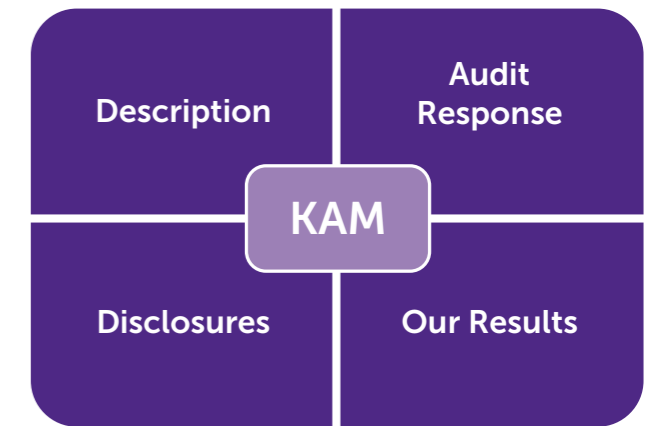 Description
Audit
Response
KAM
Disclosures
Our Results